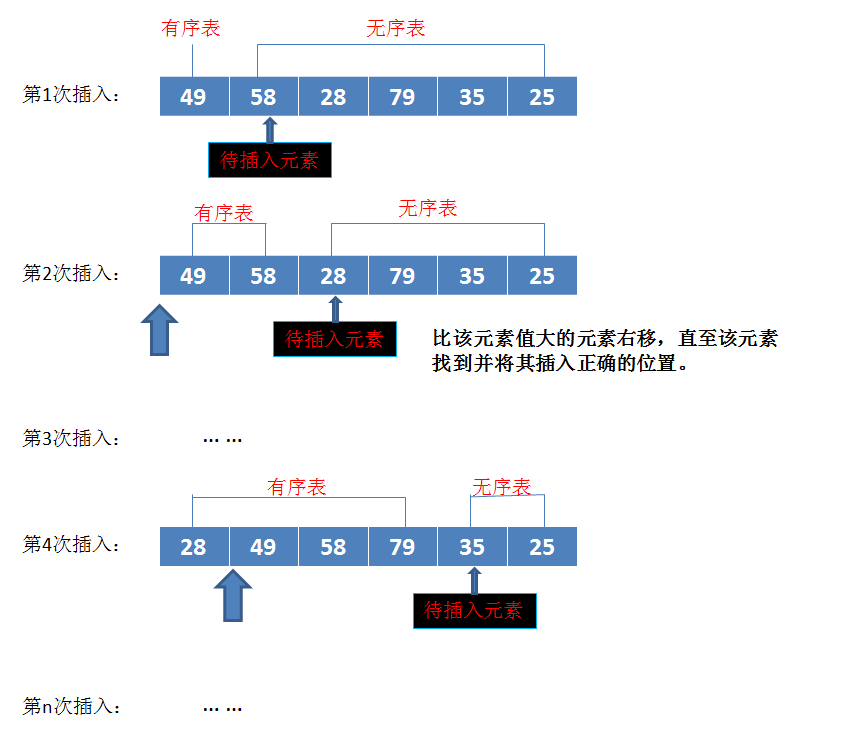 有序表 无序表
第1次插入： 49 58 28 79 35 25
待插入元素
有序表 无序表
第2次插入： 49 58 28 79 35 25
待插入元素
比该元素值大的元素右移，直至该元素
找到并将其插入正确的位置。
第3次插入： ... ...
有序表 无序表
第4次插入： 28 49 58 79 35 25
待插入元素
第n次插入： ... ...